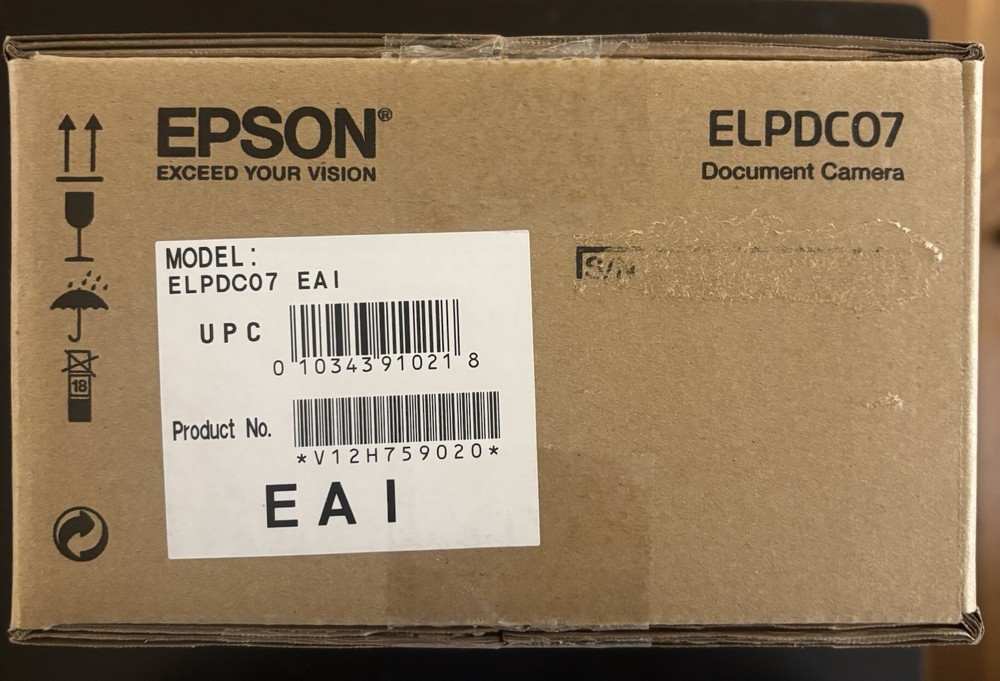 EPSON®
EXCEED YOUR VISION
ELPDC07
Document Camera
MODEL:
ELPDC07 EAI
UPC
0 10343 91021 8
Product No.
*V12H759020*
EAI
S/N
18